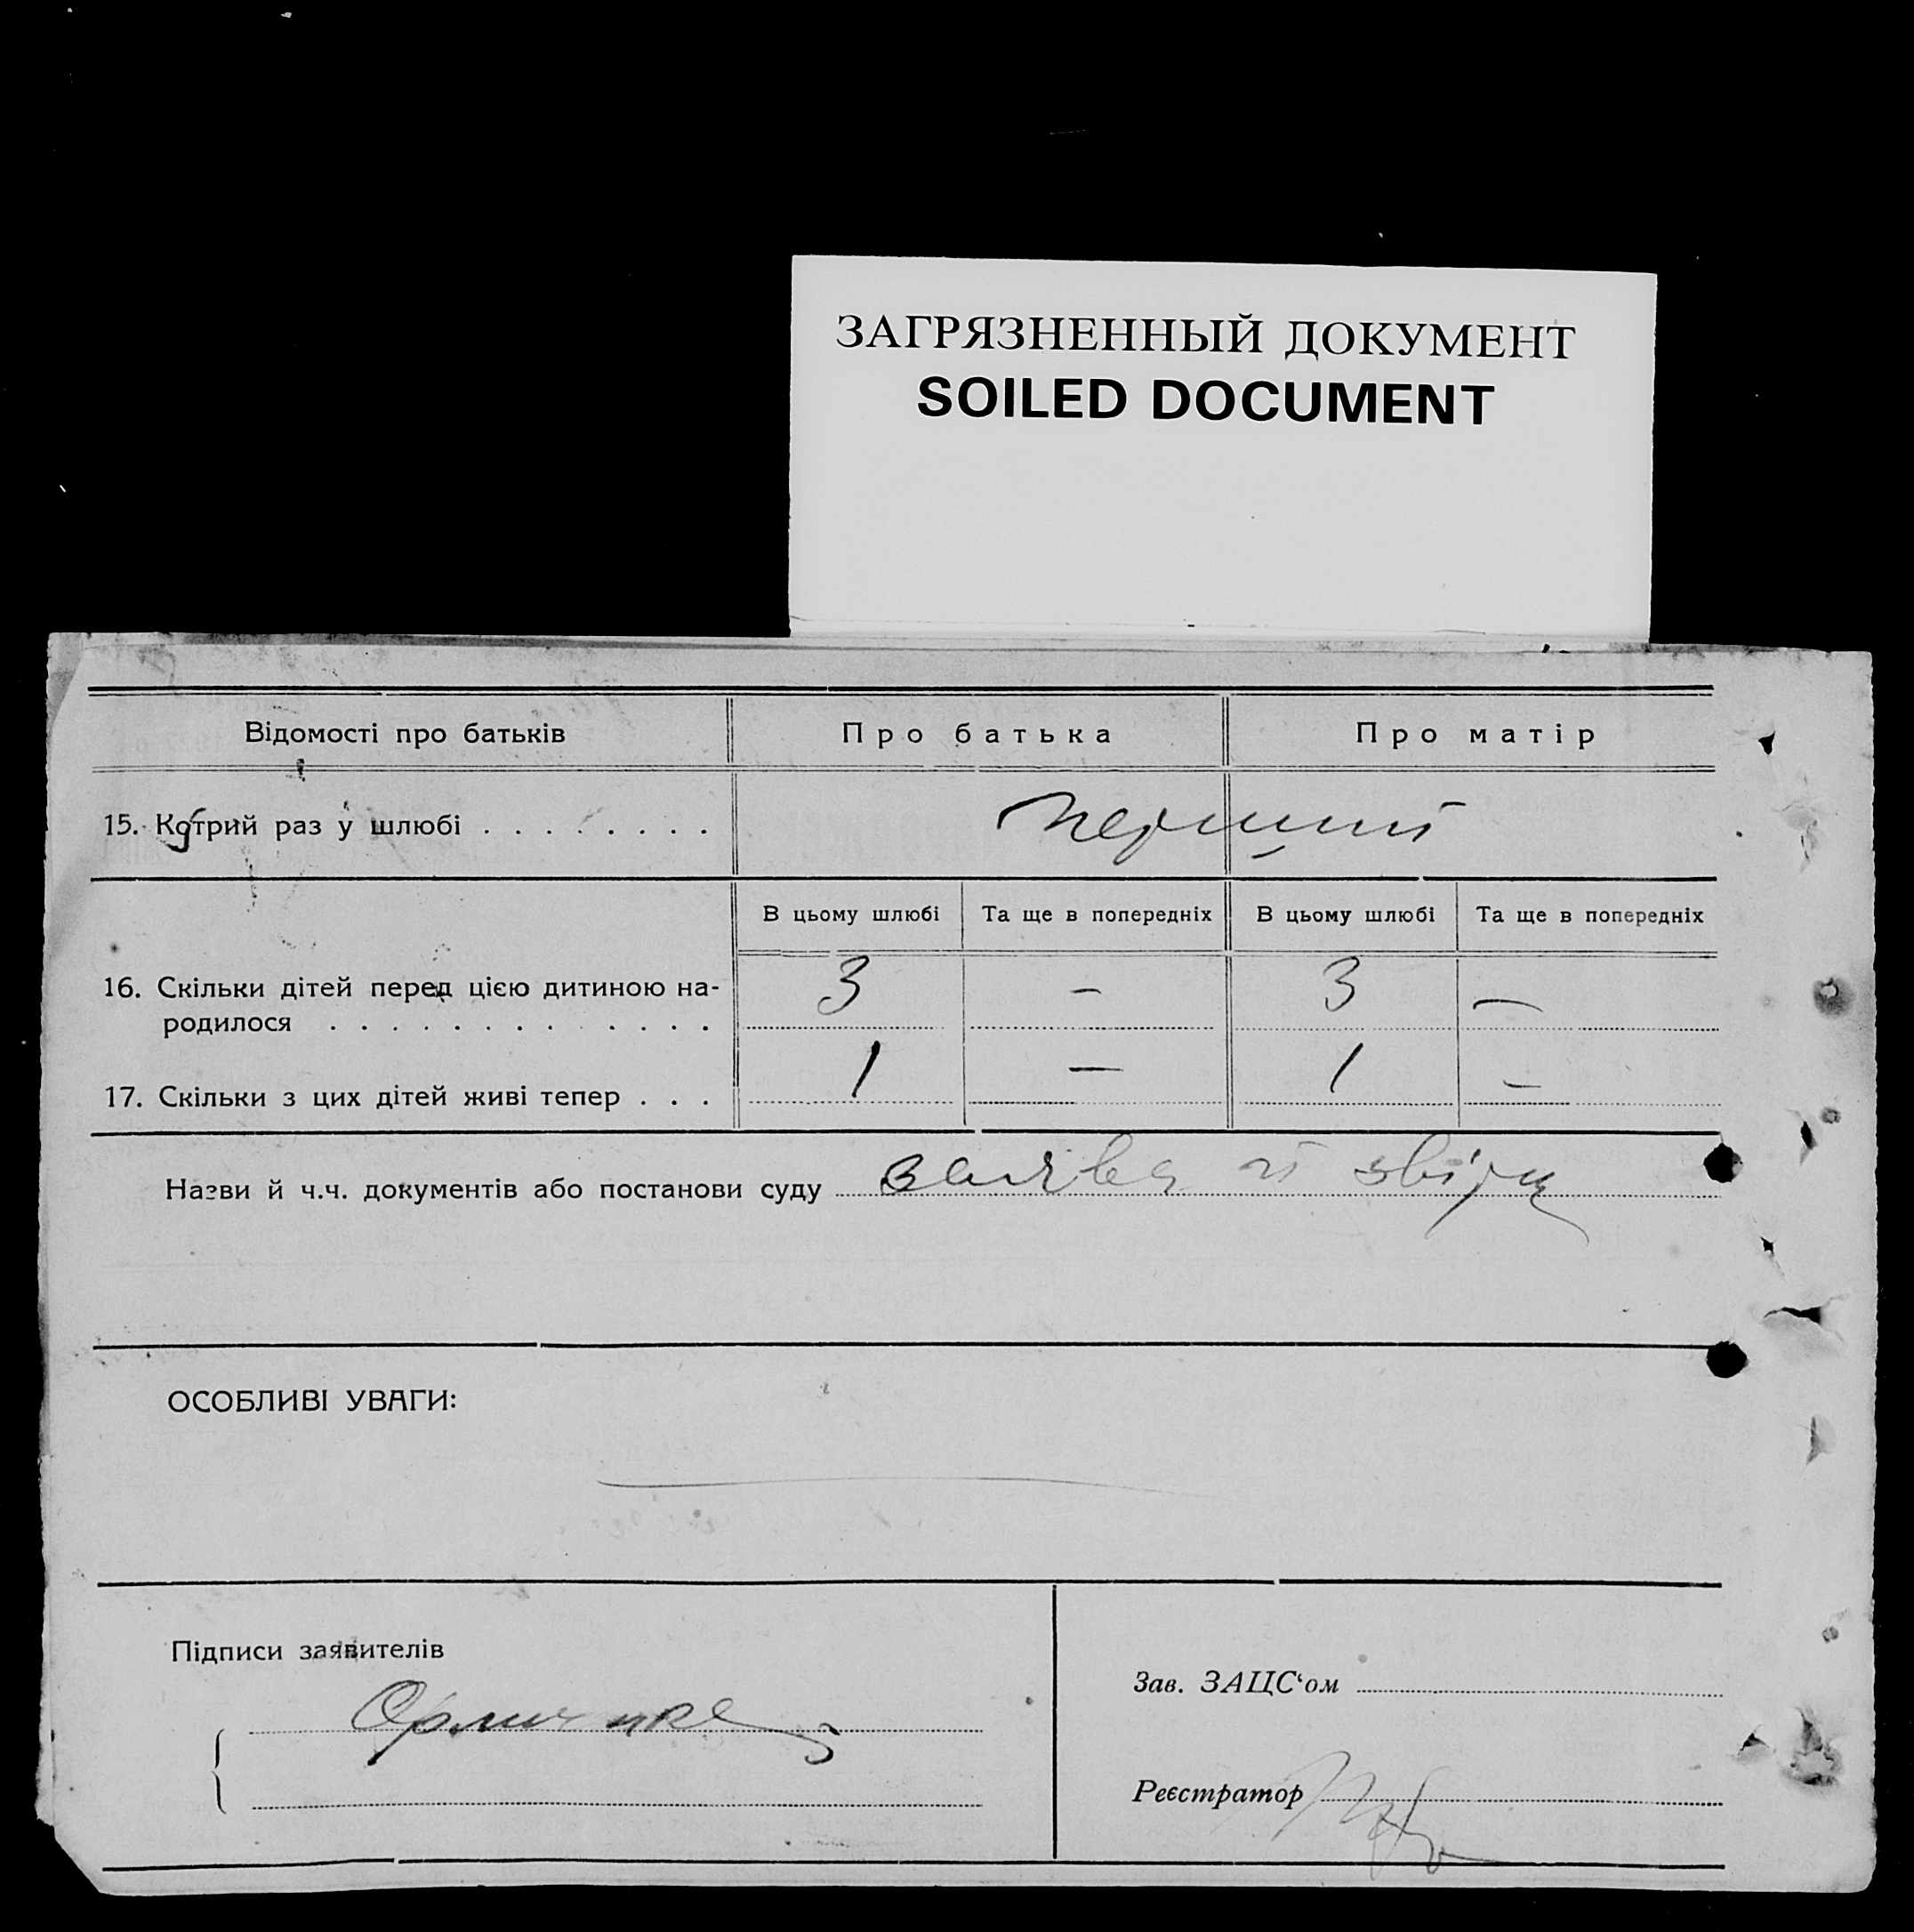 ЗАГРЯЗНЕННЫЙ ДОКУМЕНТ
SOILED DOCUMENT
Відомості про батьків Про батька Про матір
15. Котрий раз у шлюбі . . . . . . . . перший
В цьому шлюбі Та ще в попередніх В цьому шлюбі Та ще в попередніх
16. Скільки дітей перед цією дитиною на- 3 – 3 –
родилося . . . . . . . . . . . . .
17. Скільки з цих дітей живі тепер . . . 1 – 1 –
Назви й ч.ч. документів або постанови суду заява й
ОСОБЛИВІ УВАГИ:
Підписи заявителів
Зав. ЗАЦС‘ом
Реєстратор